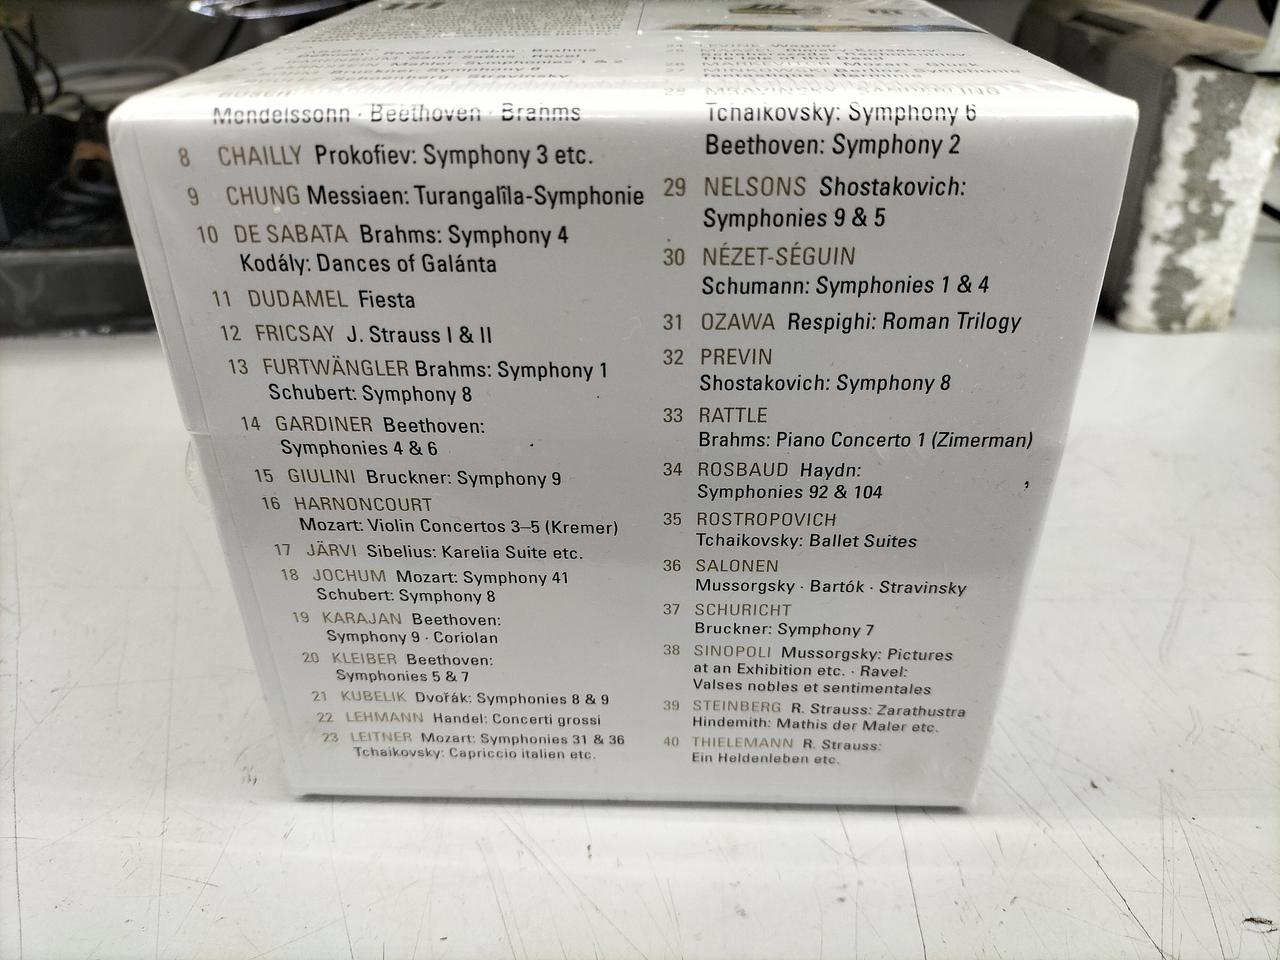 Ravel · Scriabin · Brahms
Mendelssohn · Beethoven · Brahms
8 CHAILLY Prokofiev: Symphony 3 etc.
9 CHUNG Messiaen: Turangalîla-Symphonie
10 DE SABATA Brahms: Symphony 4
Kodály: Dances of Galánta
11 DUDAMEL Fiesta
12 FRICSAY J. Strauss I & II
13 FURTWÄNGLER Brahms: Symphony 1
Schubert: Symphony 8
14 GARDINER Beethoven:
Symphonies 4 & 6
15 GIULINI Bruckner: Symphony 9
16 HARNONCOURT
Mozart: Violin Concertos 3–5 (Kremer)
17 JÄRVI Sibelius: Karelia Suite etc.
18 JOCHUM Mozart: Symphony 41
Schubert: Symphony 8
19 KARAJAN Beethoven:
Symphony 9 · Coriolan
20 KLEIBER Beethoven:
Symphonies 5 & 7
21 KUBELIK Dvořák: Symphonies 8 & 9
22 LEHMANN Handel: Concerti grossi
23 LEITNER Mozart: Symphonies 31 & 36
Tchaikovsky: Capriccio italien etc.
24 LEVINE Wagner
28 MRAVINSKY · SANDERLING
Tchaikovsky: Symphony 6
Beethoven: Symphony 2
29 NELSONS Shostakovich:
Symphonies 9 & 5
30 NÉZET-SÉGUIN
Schumann: Symphonies 1 & 4
31 OZAWA Respighi: Roman Trilogy
32 PREVIN
Shostakovich: Symphony 8
33 RATTLE
Brahms: Piano Concerto 1 (Zimerman)
34 ROSBAUD Haydn:
Symphonies 92 & 104
35 ROSTROPOVICH
Tchaikovsky: Ballet Suites
36 SALONEN
Mussorgsky · Bartók · Stravinsky
37 SCHURICHT
Bruckner: Symphony 7
38 SINOPOLI Mussorgsky: Pictures
at an Exhibition etc. · Ravel:
Valses nobles et sentimentales
39 STEINBERG R. Strauss: Zarathustra
Hindemith: Mathis der Maler etc.
40 THIELEMANN R. Strauss:
Ein Heldenleben etc.